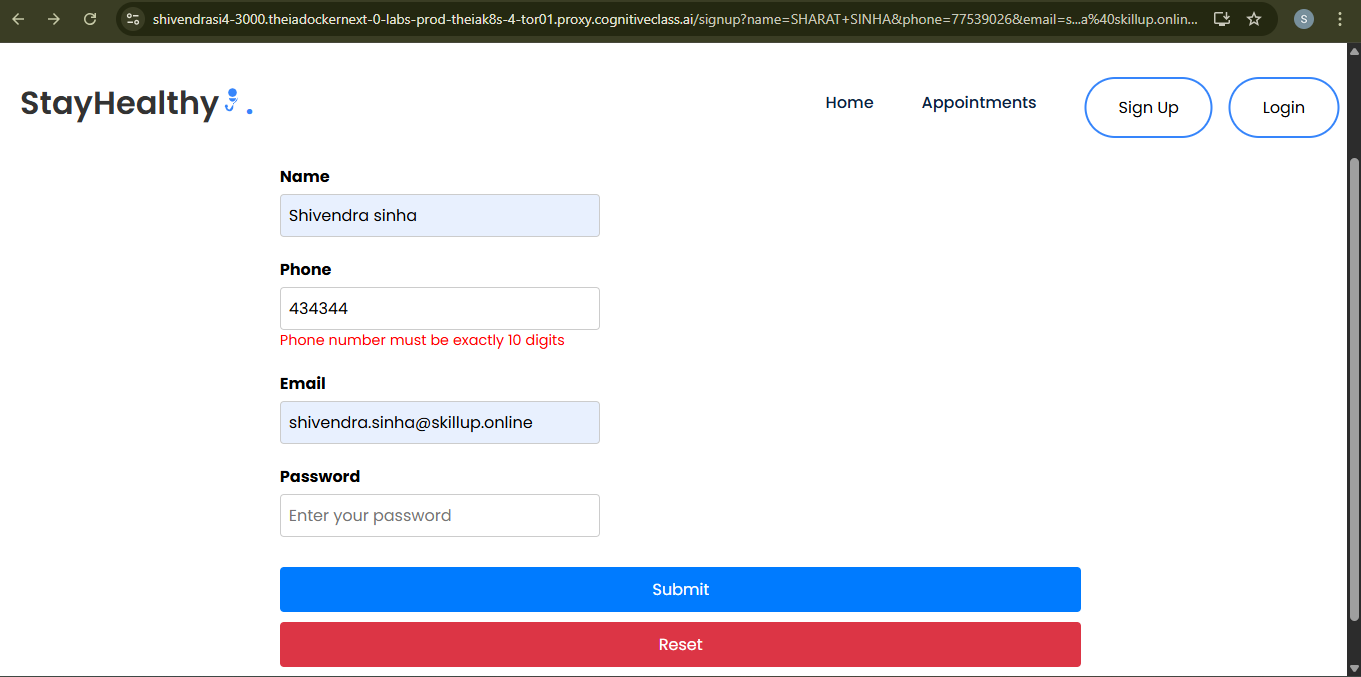 shivendrasi4-3000.theiadockernext-0-labs-prod-theiak8s-4-tor01.proxy.cognitiveclass.ai/signup?name=SHARAT+SINHA&phone=77539026&email=s...a%40skillup.onlin...
S
StayHealthy .
Home Appointments Sign Up Login
Name
Shivendra sinha
Phone
434344
Phone number must be exactly 10 digits
Email
shivendra.sinha@skillup.online
Password
Enter your password
Submit
Reset